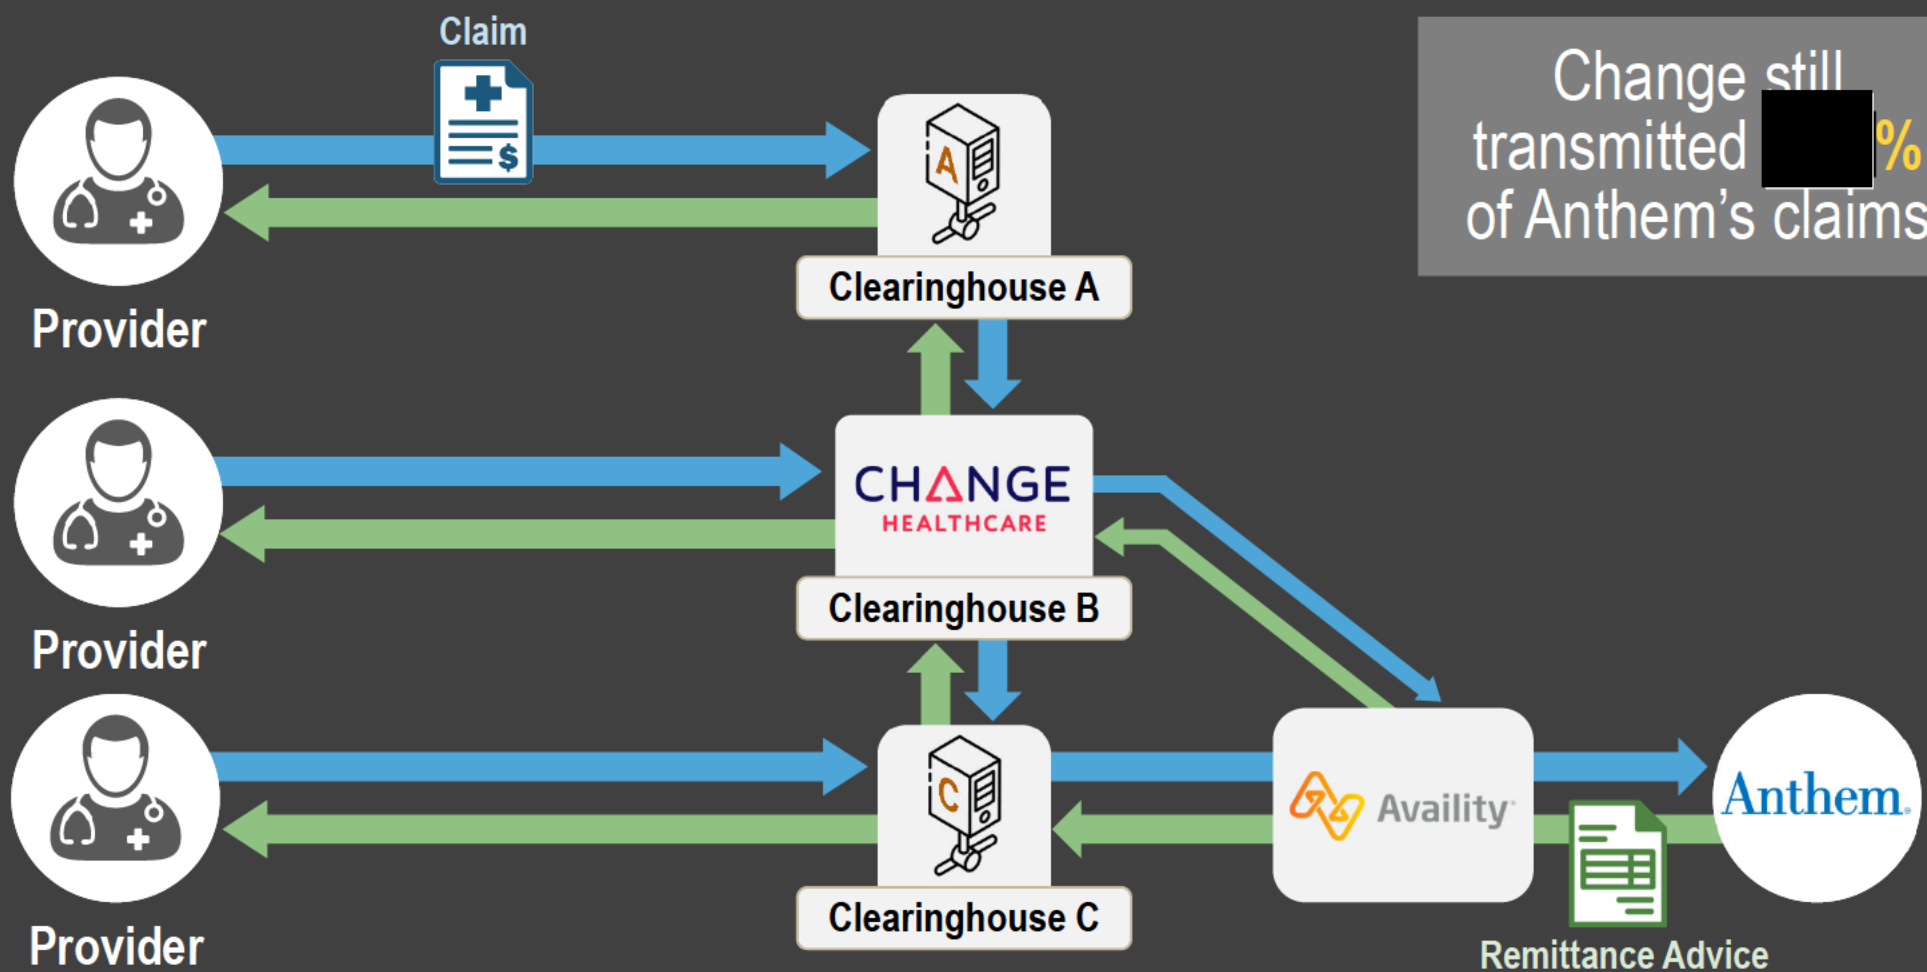 Claim
Change still
transmitted %
of Anthem's claims
A
$
Clearinghouse A
Provider
CHANGE
HEALTHCARE
Clearinghouse B
Provider
C
Availity
Anthem.
Clearinghouse C
Provider
Remittance Advice